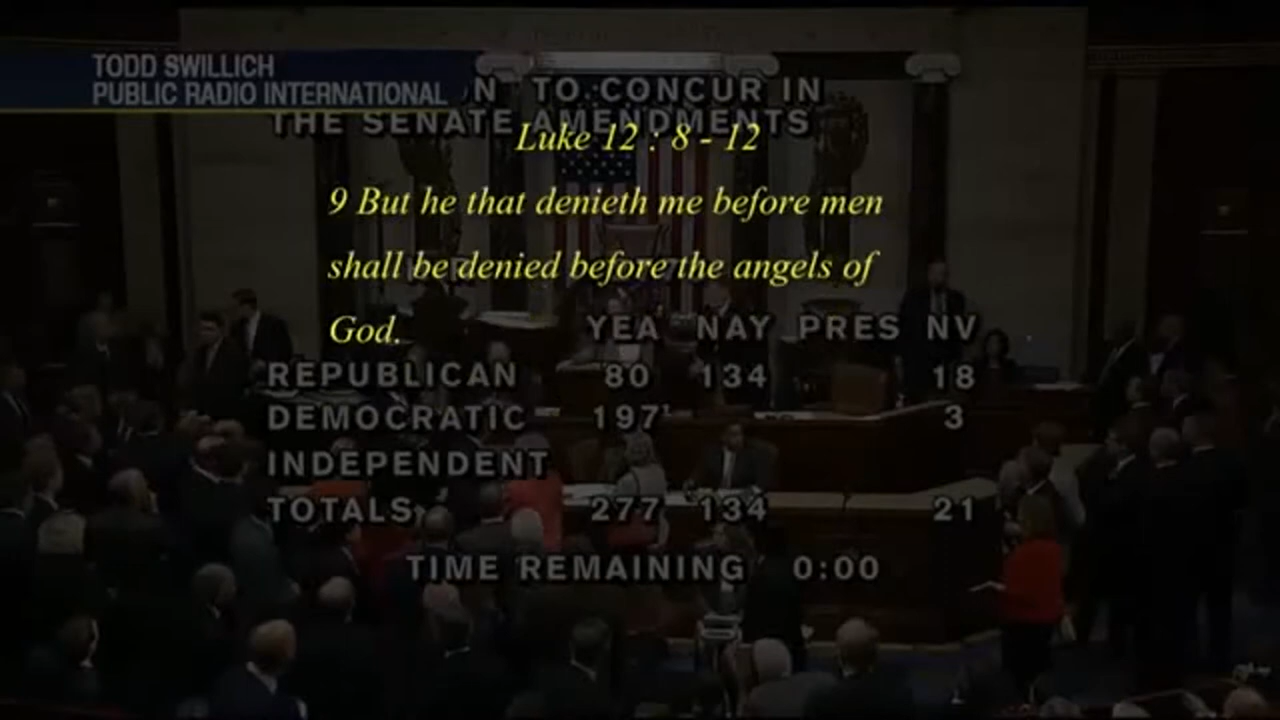 TODD SWILLICH
PUBLIC RADIO INTERNATIONAL
N TO CONCUR IN
THE SENATE AMENDMENTS
Luke 12 : 8 - 12
9 But he that denieth me before men
shall be denied before the angels of
God.
YEA NAY PRES NV
REPUBLICAN 80 134 18
DEMOCRATIC 197 3
INDEPENDENT
TOTALS 277 134 21
TIME REMAINING 0:00